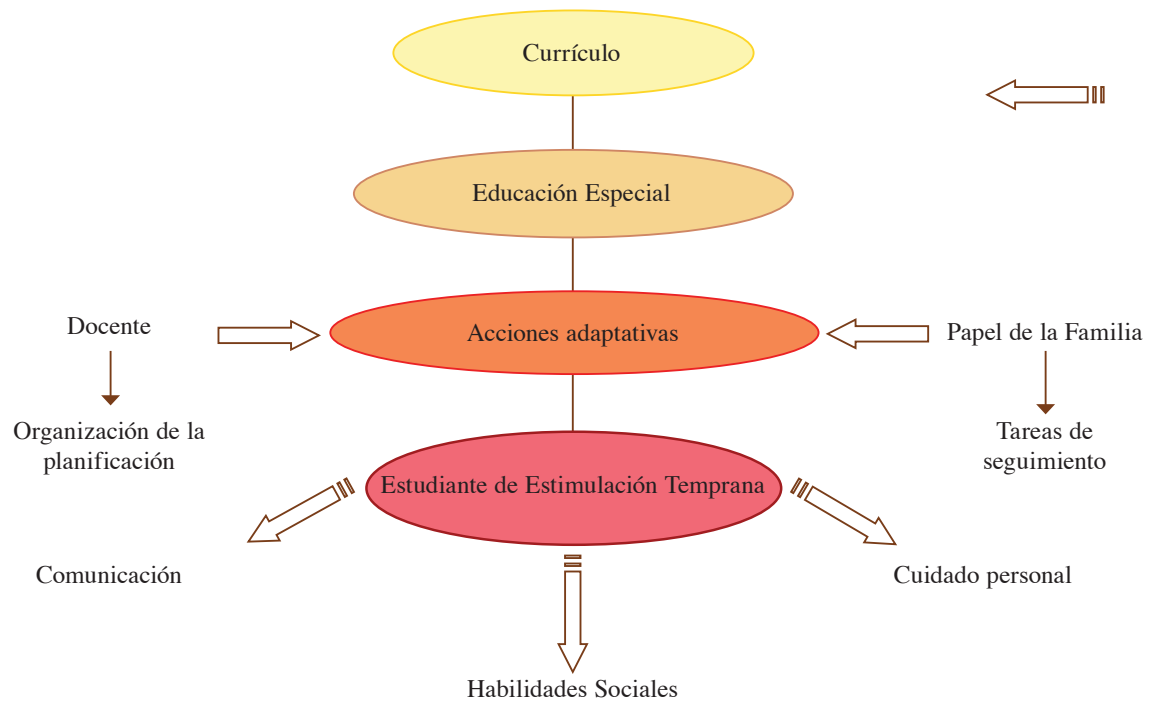 Currículo
Educación Especial
Docente
Acciones adaptativas
Papel de la Familia
Organización de la
planificación
Tareas de
seguimiento
Estudiante de Estimulación Temprana
Comunicación
Cuidado personal
Habilidades Sociales